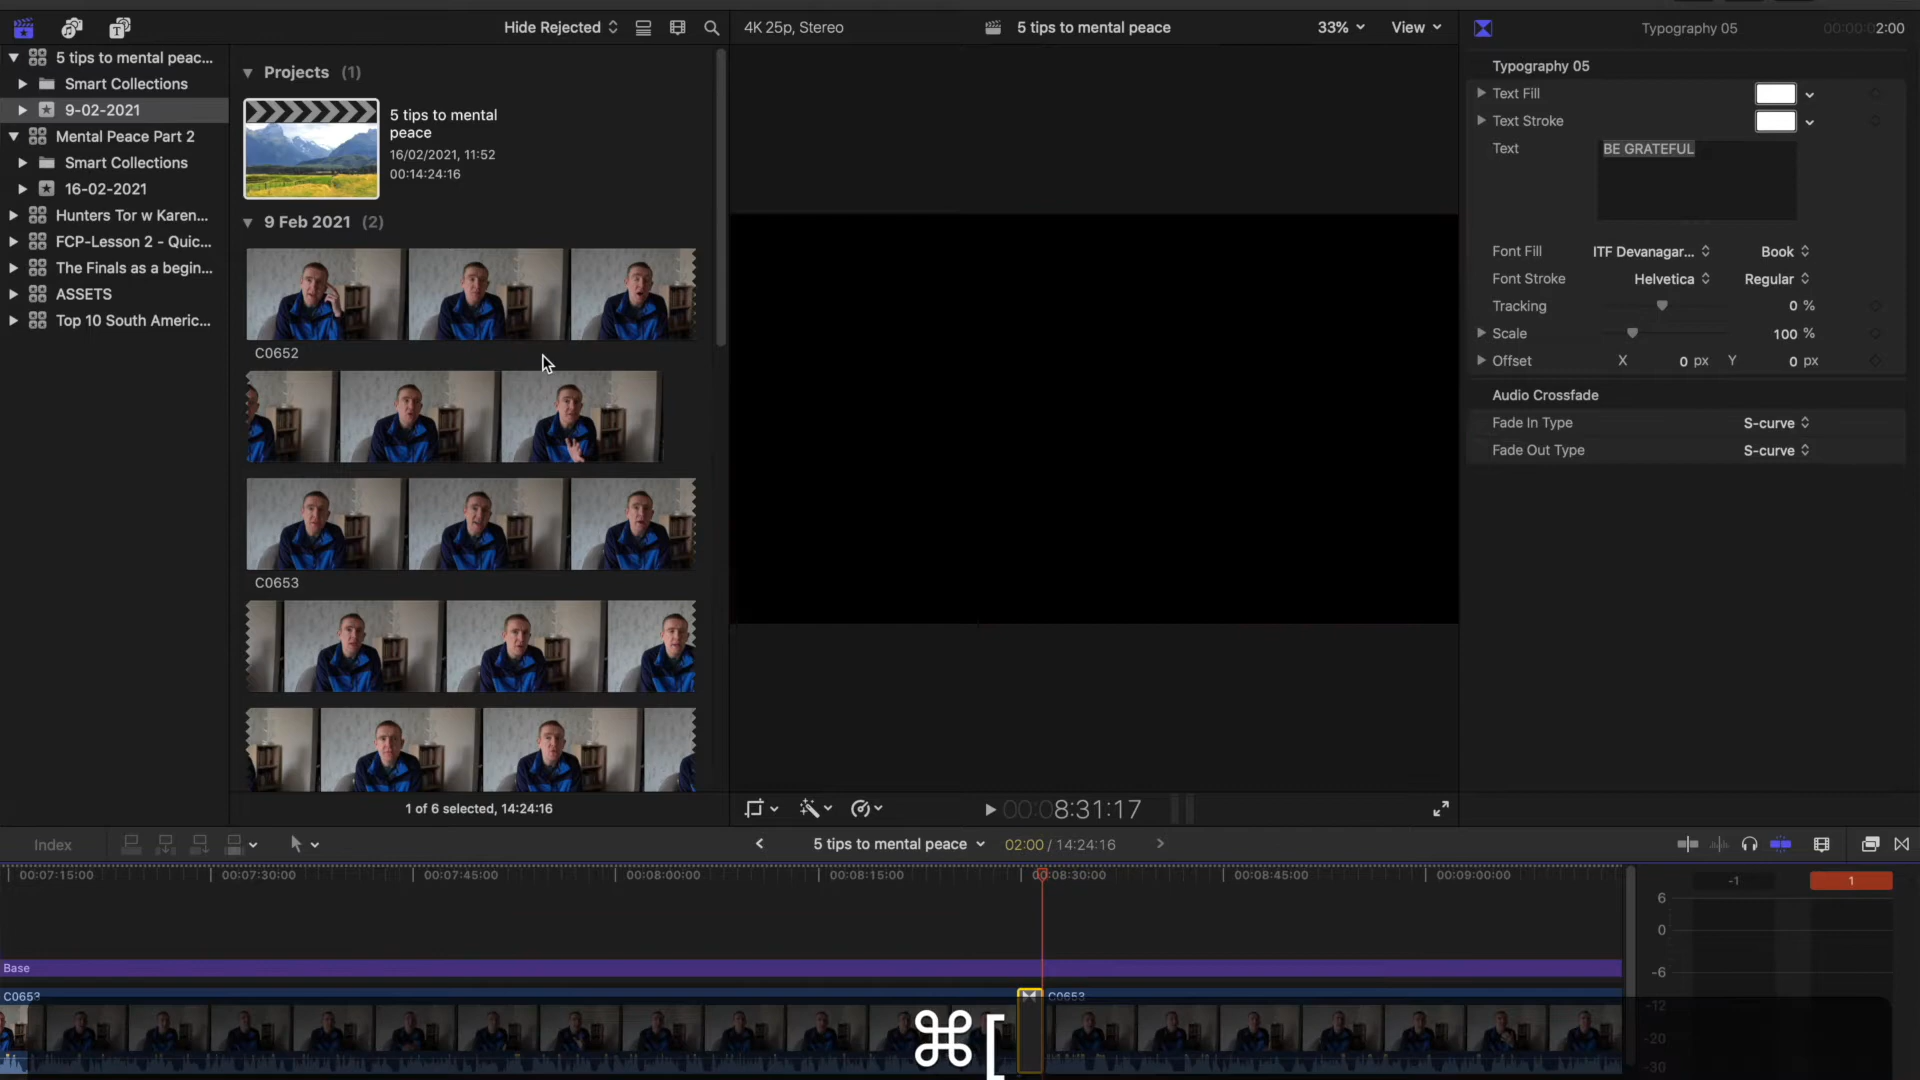 Hide Rejected
4K 25p, Stereo
5 tips to mental peace
33%
View
Typography 05
00:00:02:00
5 tips to mental peac...
Smart Collections
9-02-2021
Mental Peace Part 2
Smart Collections
16-02-2021
Hunters Tor w Karen...
FCP-Lesson 2 - Quic...
The Finals as a begin...
ASSETS
Top 10 South Americ...
Projects (1)
5 tips to mental
peace
16/02/2021, 11:52
00:14:24:16
9 Feb 2021 (2)
C0652
C0653
1 of 6 selected, 14:24:16
00:08:31:17
Typography 05
Text Fill
Text Stroke
Text BE GRATEFUL
Font Fill ITF Devanagar... Book
Font Stroke Helvetica Regular
Tracking 0 %
Scale 100 %
Offset X 0 px Y 0 px
Audio Crossfade
Fade In Type S-curve
Fade Out Type S-curve
Index
5 tips to mental peace
02:00 / 14:24:16
00:07:15:00 00:07:30:00 00:07:45:00 00:08:00:00 00:08:15:00 00:08:30:00 00:08:45:00 00:09:00:00
Base
C0653
C0653
-1 1
6
0
-6
-12
-20
-30
⌘[